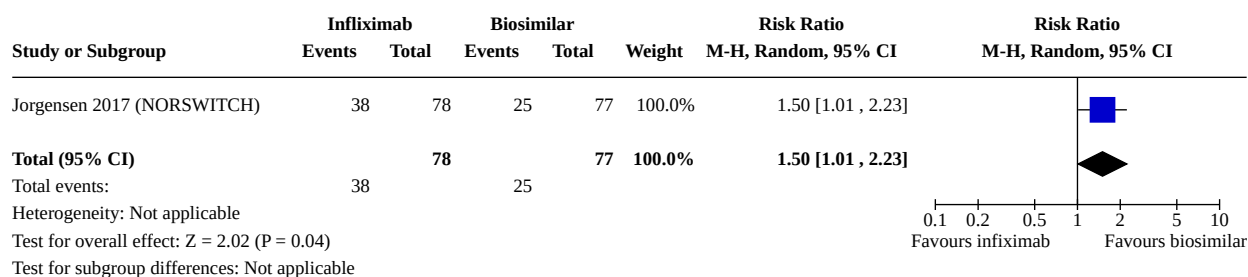 Infliximab Biosimilar Risk Ratio Risk Ratio
Study or Subgroup Events Total Events Total Weight M-H, Random, 95% CI M-H, Random, 95% CI
Jorgensen 2017 (NORSWITCH) 38 78 25 77 100.0% 1.50 [1.01 , 2.23]
Total (95% CI) 78 77 100.0% 1.50 [1.01 , 2.23]
Total events: 38 25
Heterogeneity: Not applicable
0.1 0.2 0.5 1 2 5 10
Test for overall effect: Z = 2.02 (P = 0.04) Favours infiximab Favours biosimilar
Test for subgroup differences: Not applicable